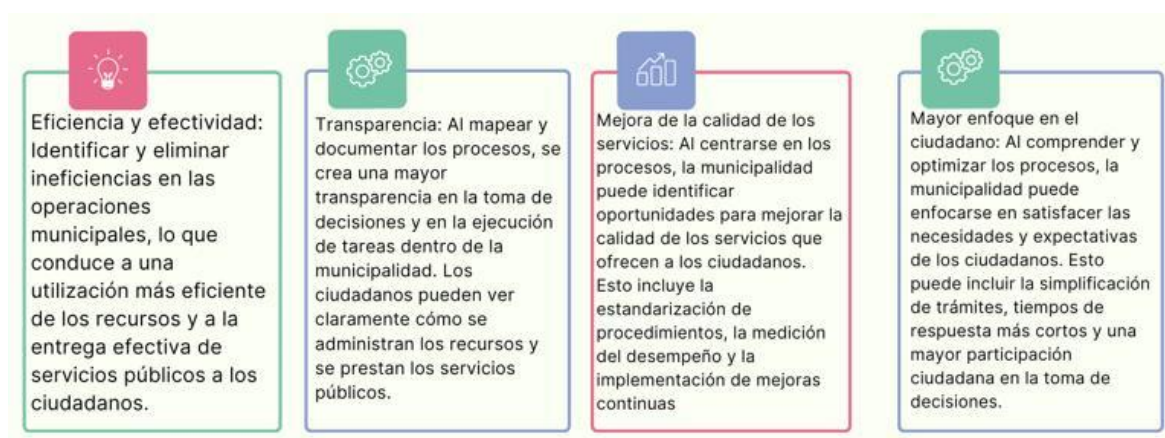 Eficiencia y efectividad:
Identificar y eliminar
ineficiencias en las
operaciones
municipales, lo que
conduce a una
utilización más eficiente
de los recursos y a la
entrega efectiva de
servicios públicos a los
ciudadanos.
Transparencia: Al mapear y
documentar los procesos, se
crea una mayor
transparencia en la toma de
decisiones y en la ejecución
de tareas dentro de la
municipalidad. Los
ciudadanos pueden ver
claramente cómo se
administran los recursos y
se prestan los servicios
públicos.
Mejora de la calidad de los
servicios: Al centrarse en los
procesos, la municipalidad
puede identificar
oportunidades para mejorar la
calidad de los servicios que
ofrecen a los ciudadanos.
Esto incluye la
estandarización de
procedimientos, la medición
del desempeño y la
implementación de mejoras
continuas
Mayor enfoque en el
ciudadano: Al comprender y
optimizar los procesos, la
municipalidad puede
enfocarse en satisfacer las
necesidades y expectativas
de los ciudadanos. Esto
puede incluir la simplificación
de trámites, tiempos de
respuesta más cortos y una
mayor participación
ciudadana en la toma de
decisiones.